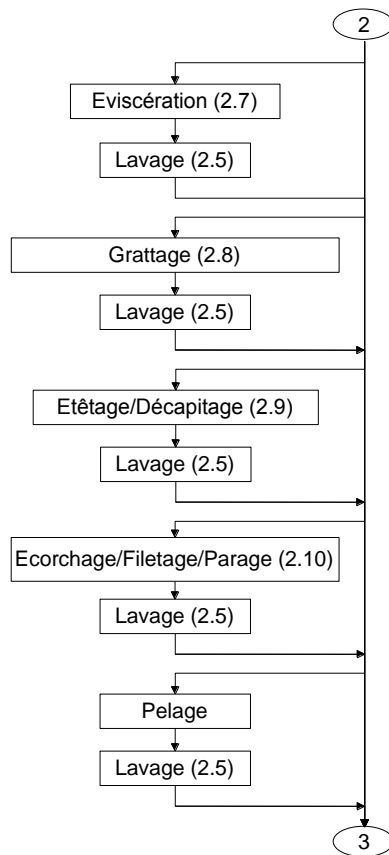 2
Eviscération (2.7)
Lavage (2.5)
Grattage (2.8)
Lavage (2.5)
Etêtage/Décapitage (2.9)
Lavage (2.5)
Ecorchage/Filetage/Parage (2.10)
Lavage (2.5)
Pelage
Lavage (2.5)
3